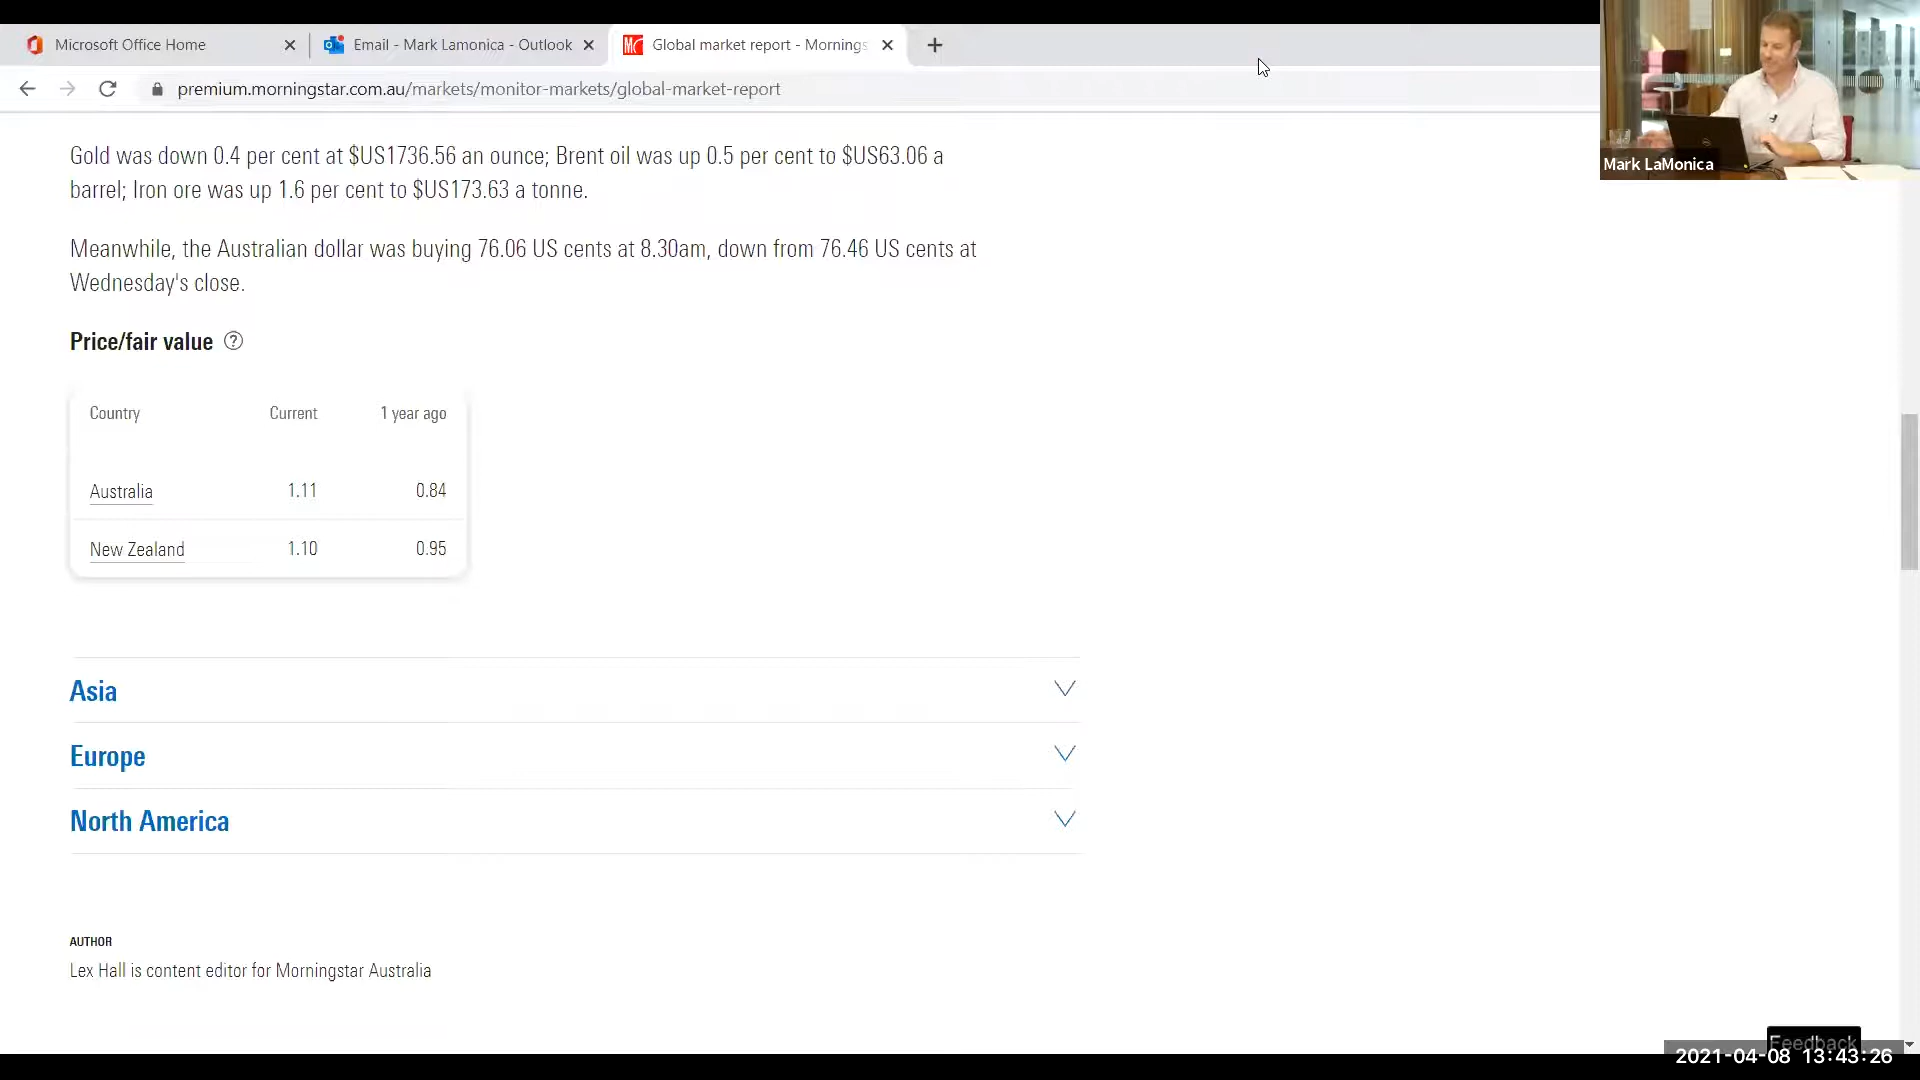 Microsoft Office Home
Email - Mark Lamonica - Outlook
Global market report - Mornings
premium.morningstar.com.au/markets/monitor-markets/global-market-report
Mark LaMonica
Gold was down 0.4 per cent at $US1736.56 an ounce; Brent oil was up 0.5 per cent to $US63.06 a
barrel; Iron ore was up 1.6 per cent to $US173.63 a tonne.
Meanwhile, the Australian dollar was buying 76.06 US cents at 8.30am, down from 76.46 US cents at
Wednesday's close.
Price/fair value ?
Country Current 1 year ago
Australia 1.11 0.84
New Zealand 1.10 0.95
Asia
Europe
North America
AUTHOR
Lex Hall is content editor for Morningstar Australia
Feedback
2021-04-08 13:43:26